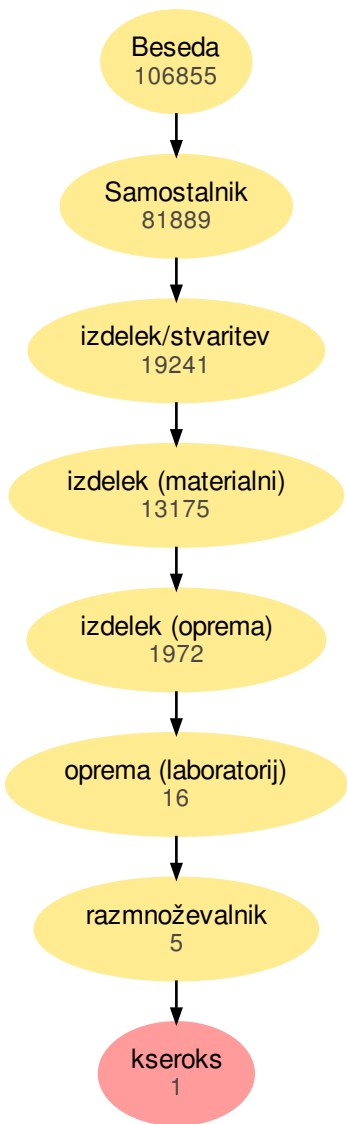 Beseda
106855
Samostalnik
81889
izdelek/stvaritev
19241
izdelek (materialni)
13175
izdelek (oprema)
1972
oprema (laboratorij)
16
razmnoževalnik
5
kseroks
1